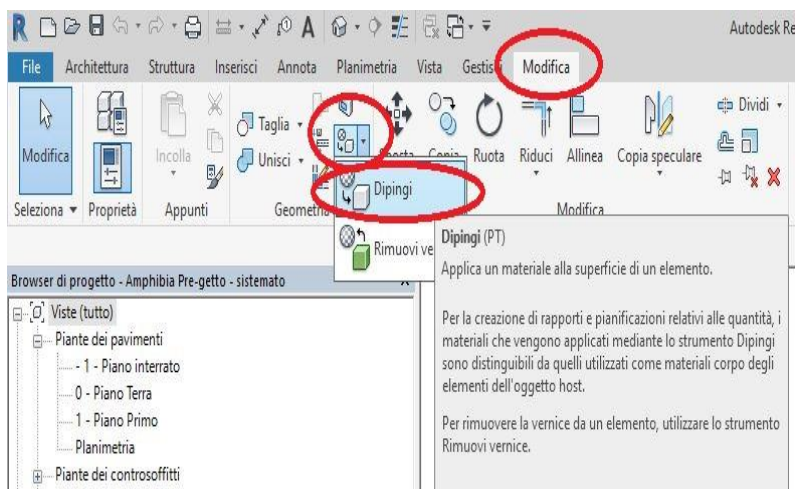 Autodesk Re
File Architettura Struttura Inserisci Annota Planimetria Vista Gestisci Modifica
Modifica Incolla Taglia Unisci Copia Ruota Riduci Allinea Copia speculare Dividi
Seleziona Proprietà Appunti Geometria Modifica
Dipingi
Rimuovi ve
Dipingi (PT)
Applica un materiale alla superficie di un elemento.
Per la creazione di rapporti e pianificazioni relativi alle quantità, i
materiali che vengono applicati mediante lo strumento Dipingi
sono distinguibili da quelli utilizzati come materiali corpo degli
elementi dell'oggetto host.
Per rimuovere la vernice da un elemento, utilizzare lo strumento
Rimuovi vernice.
Browser di progetto - Amphibia Pre-getto - sistemato
Viste (tutto)
Piante dei pavimenti
- 1 - Piano interrato
0 - Piano Terra
1 - Piano Primo
Planimetria
Piante dei controsoffitti